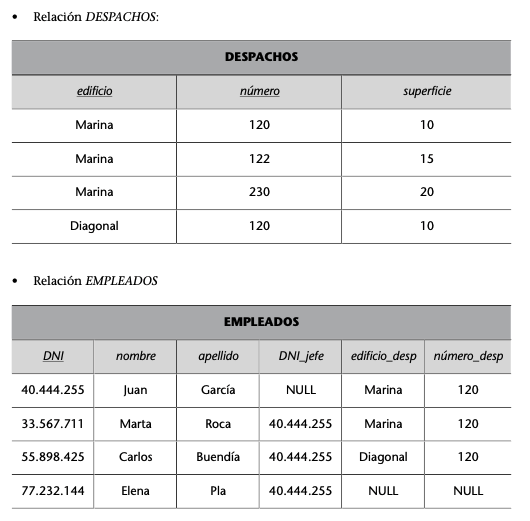 • Relación DESPACHOS:
DESPACHOS
edificio número superficie
Marina 120 10
Marina 122 15
Marina 230 20
Diagonal 120 10
• Relación EMPLEADOS
EMPLEADOS
DNI nombre apellido DNI_jefe edificio_desp número_desp
40.444.255 Juan García NULL Marina 120
33.567.711 Marta Roca 40.444.255 Marina 120
55.898.425 Carlos Buendía 40.444.255 Diagonal 120
77.232.144 Elena Pla 40.444.255 NULL NULL